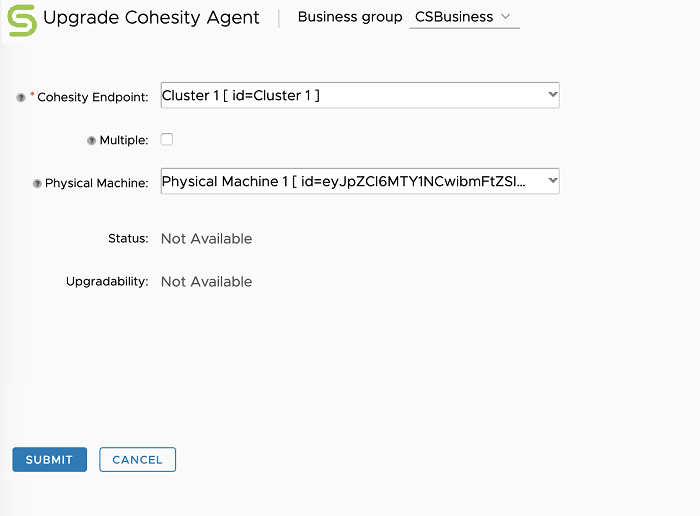 Upgrade Cohesity Agent Business group CSBusiness
* Cohesity Endpoint: Cluster 1 [ id=Cluster 1 ]
Multiple:
Physical Machine: Physical Machine 1 [ id=eyJpZCI6MTY1NCwibmFtZSI...
Status: Not Available
Upgradability: Not Available
SUBMIT CANCEL